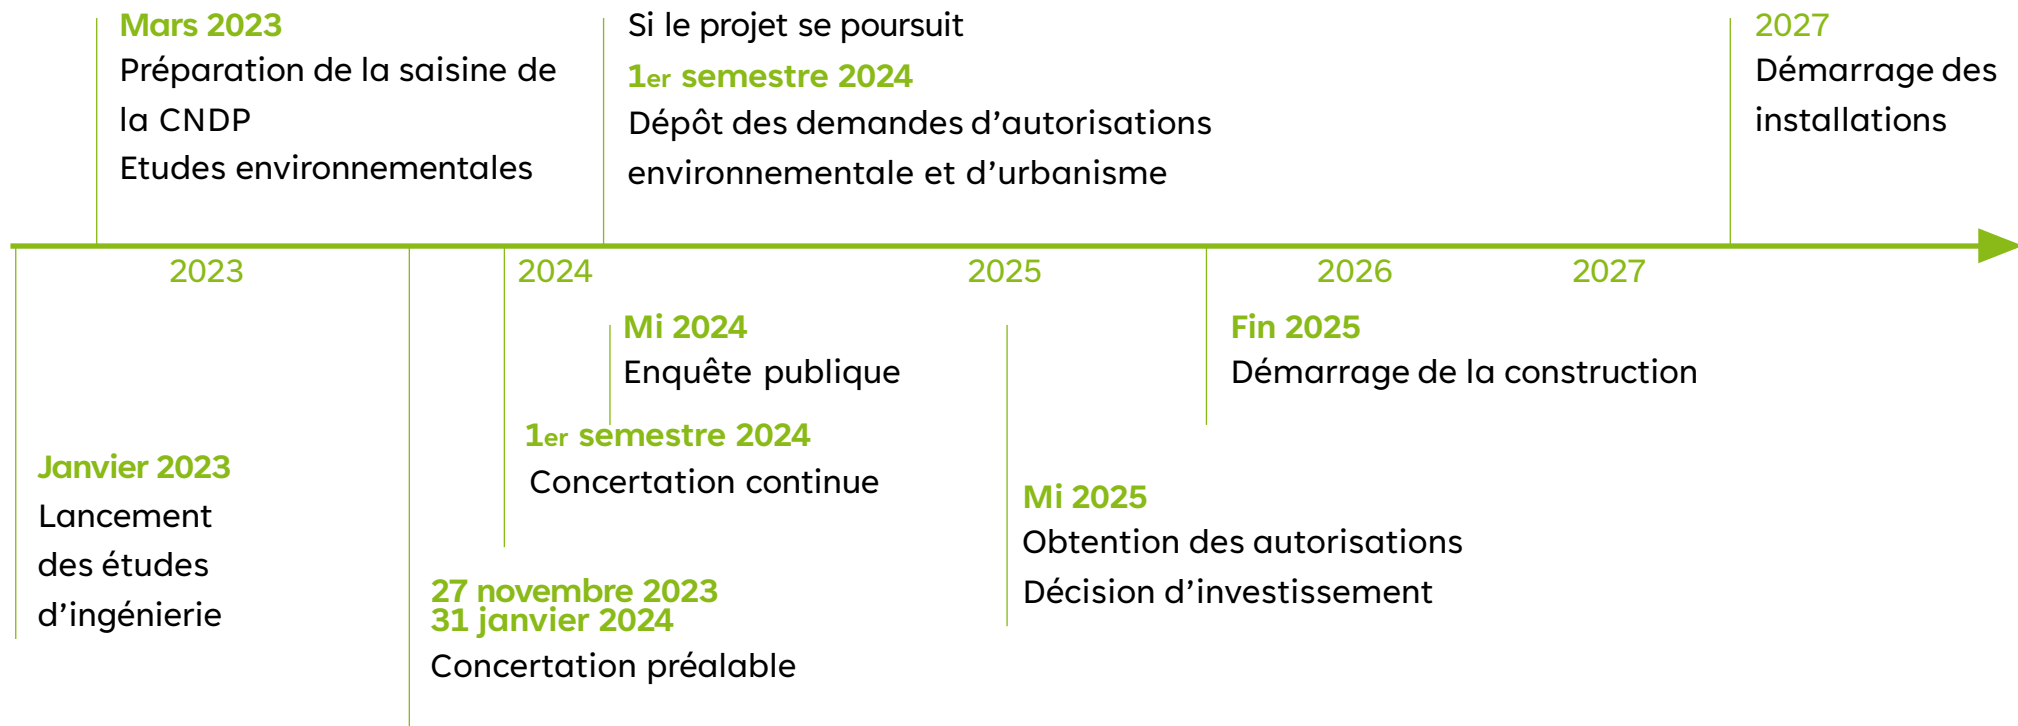 Mars 2023
Préparation de la saisine de
la CNDP
Etudes environnementales
Si le projet se poursuit
1er semestre 2024
Dépôt des demandes d’autorisations
environnementale et d’urbanisme
2027
Démarrage des
installations
2023
2024
2025
2026
2027
Janvier 2023
Lancement
des études
d’ingénierie
27 novembre 2023
31 janvier 2024
Concertation préalable
1er semestre 2024
Concertation continue
Mi 2024
Enquête publique
Mi 2025
Obtention des autorisations
Décision d’investissement
Fin 2025
Démarrage de la construction